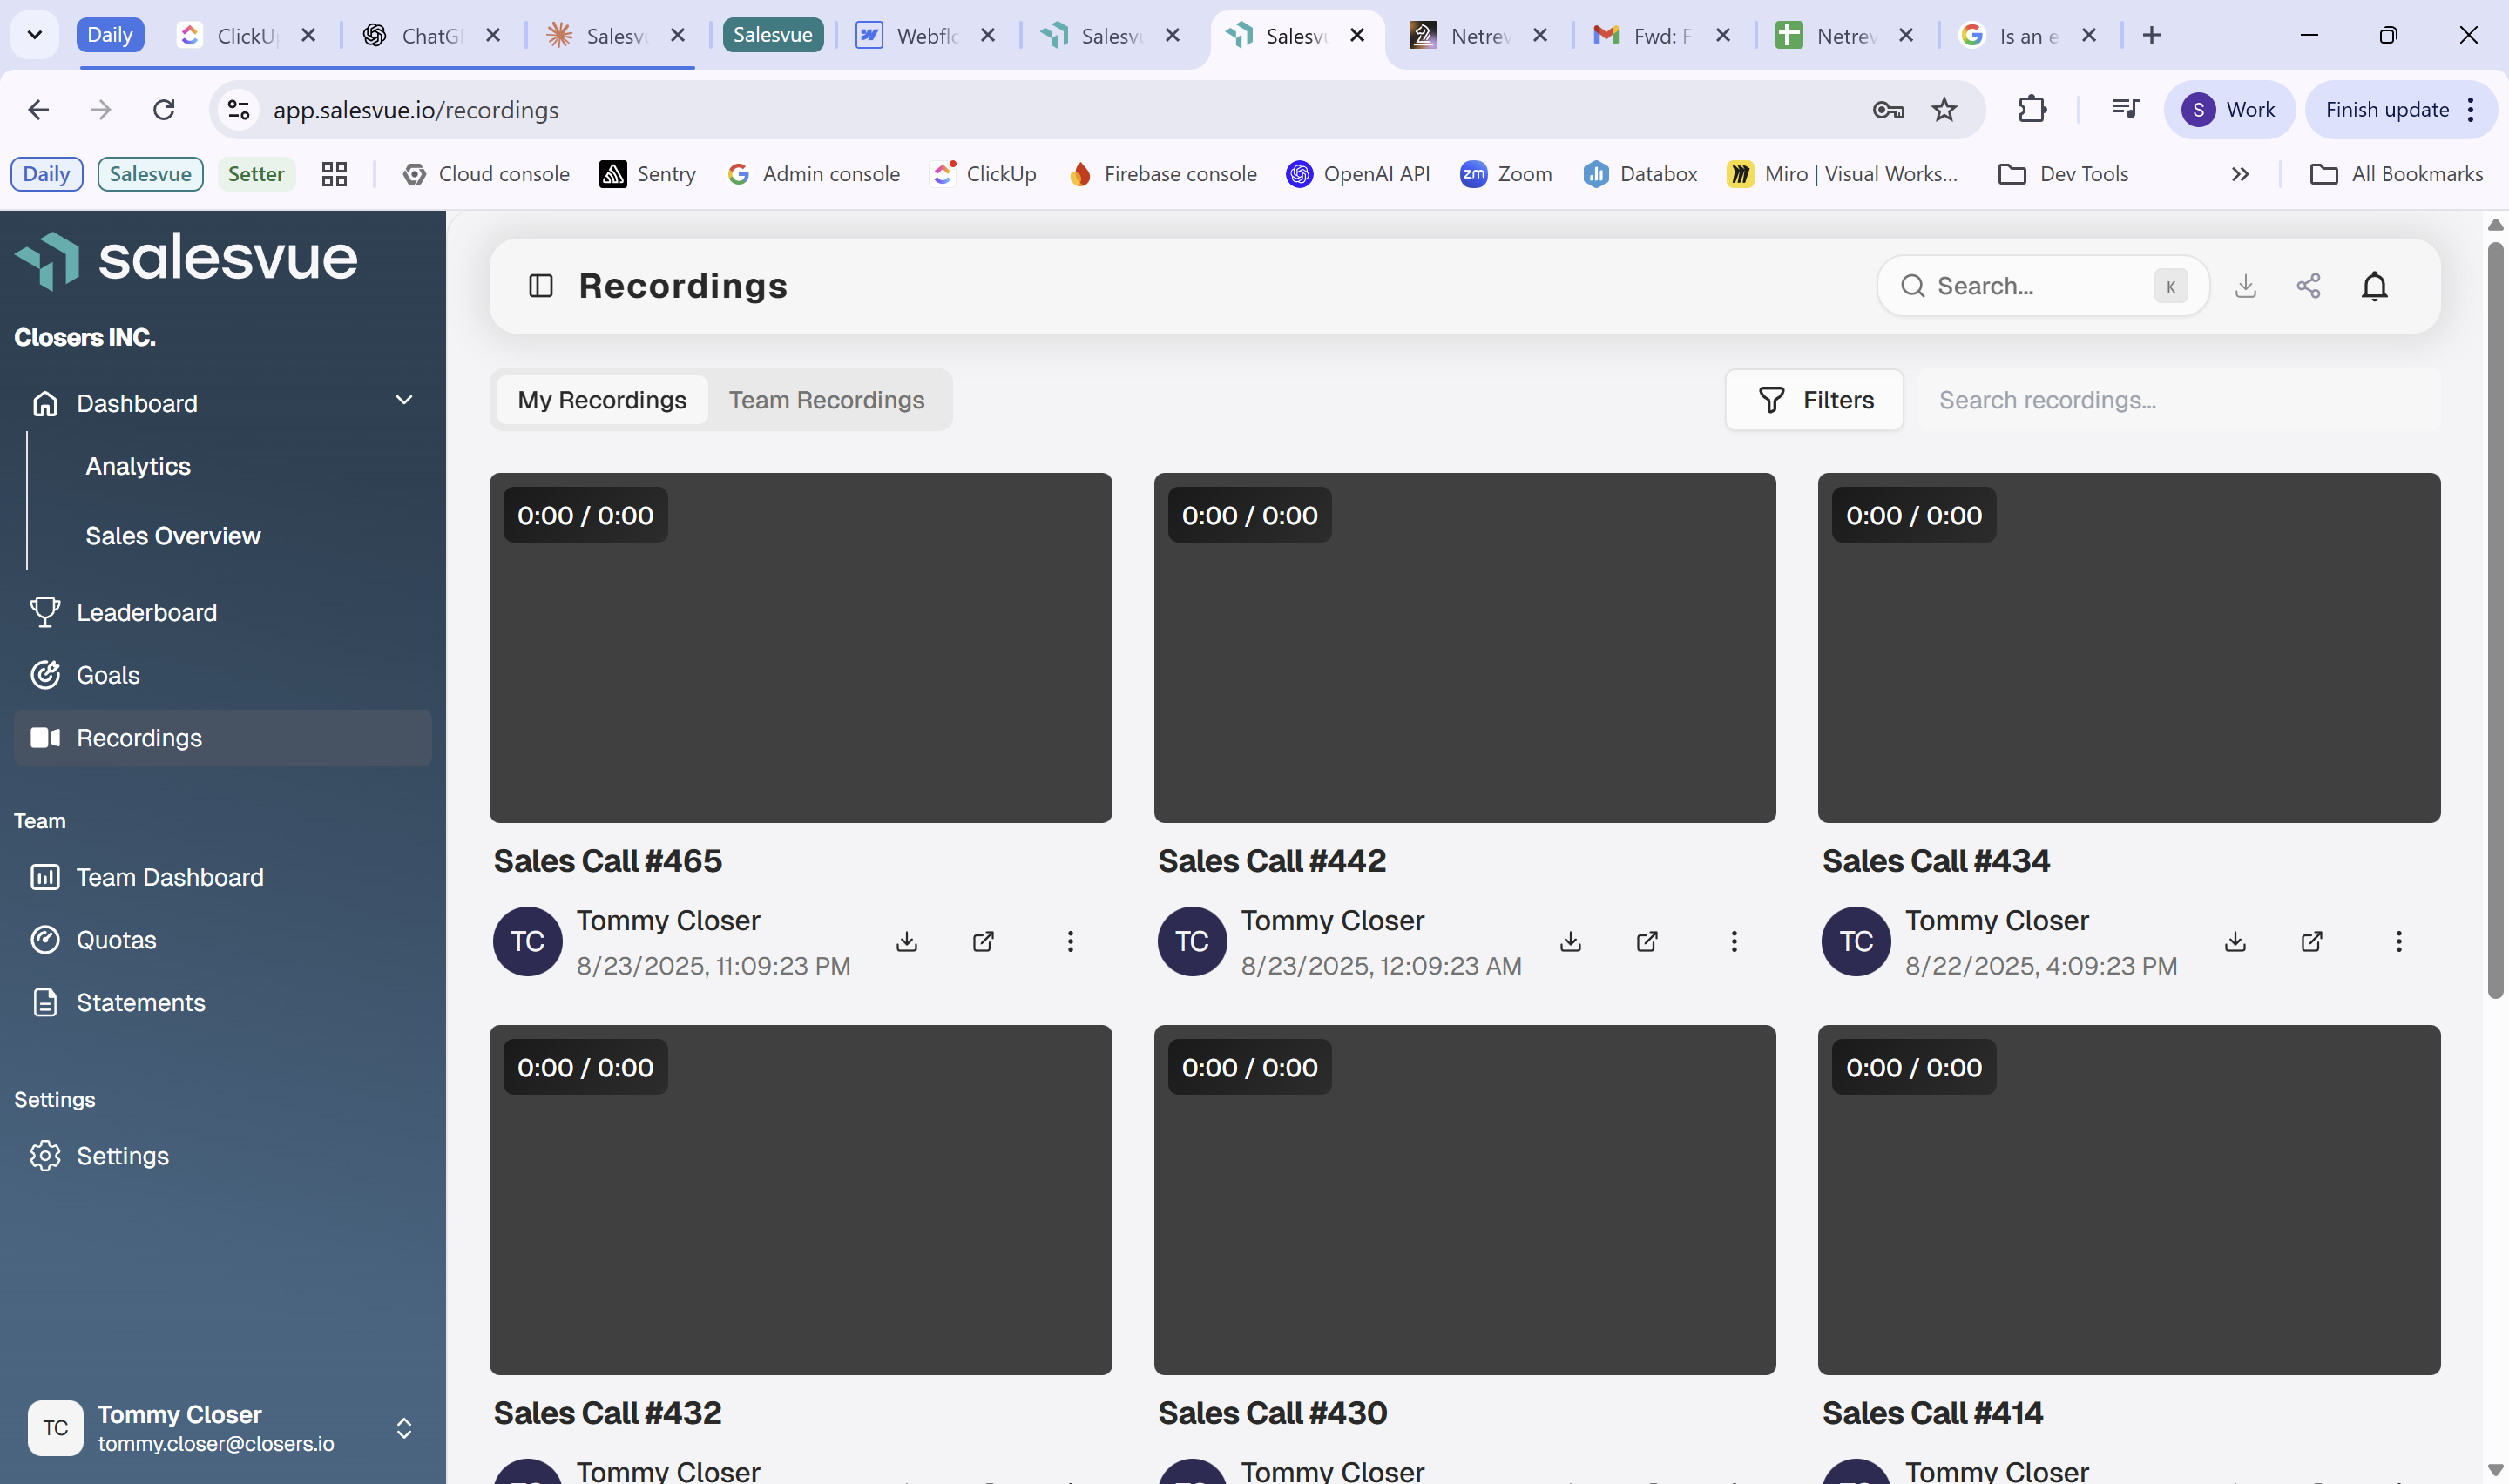 Daily
ClickU
ChatG
Salesv
Salesvue
Webflo
Salesv
Salesv
Netrev
Fwd: F
Netrev
Is an e
app.salesvue.io/recordings
S
Work
Finish update
Daily
Salesvue
Setter
Cloud console
Sentry
Admin console
ClickUp
Firebase console
OpenAI API
zm
Zoom
Databox
Miro | Visual Works...
Dev Tools
All Bookmarks
salesvue
Closers INC.
Dashboard
Analytics
Sales Overview
Leaderboard
Goals
Recordings
Team
Team Dashboard
Quotas
Statements
Settings
Settings
TC
Tommy Closer
tommy.closer@closers.io
Recordings
Search...
K
My Recordings
Team Recordings
Filters
Search recordings...
0:00 / 0:00
0:00 / 0:00
0:00 / 0:00
Sales Call #465
Sales Call #442
Sales Call #434
TC
Tommy Closer
8/23/2025, 11:09:23 PM
TC
Tommy Closer
8/23/2025, 12:09:23 AM
TC
Tommy Closer
8/22/2025, 4:09:23 PM
0:00 / 0:00
0:00 / 0:00
0:00 / 0:00
Sales Call #432
Sales Call #430
Sales Call #414
Tommy Closer
Tommy Closer
Tommy Closer